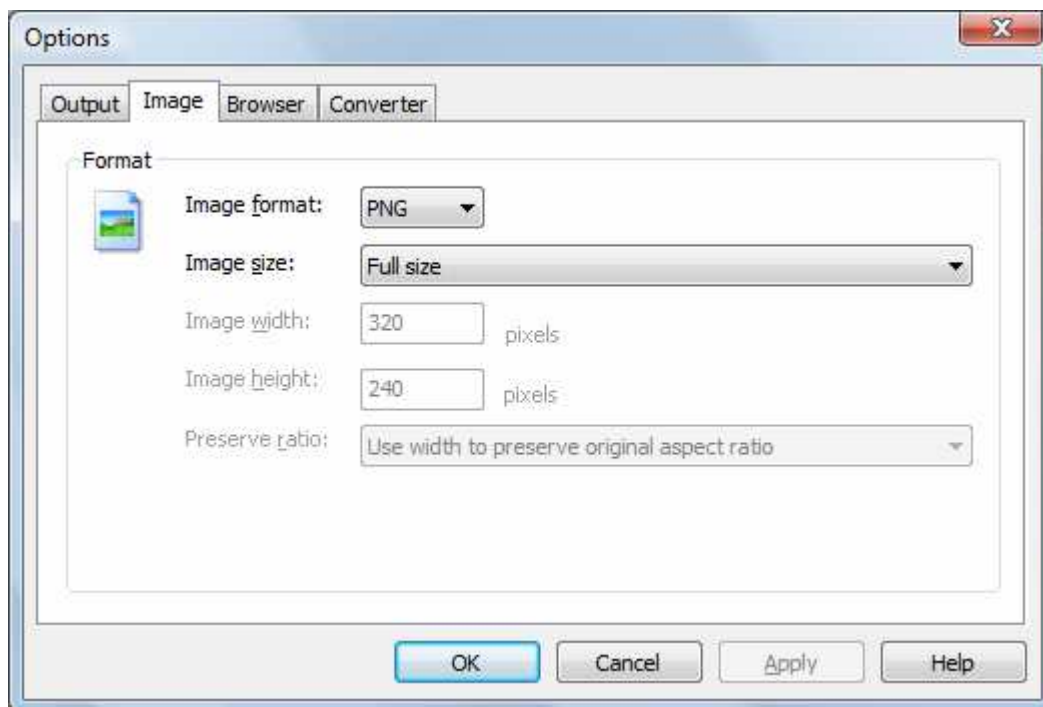 Options
Output Image Browser Converter
Format
Image format: PNG
Image size: Full size
Image width: 320 pixels
Image height: 240 pixels
Preserve ratio: Use width to preserve original aspect ratio
OK Cancel Apply Help